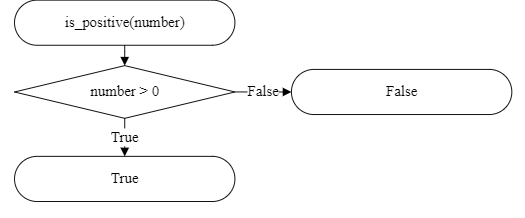 is_positive(number)
number > 0
False
False
True
True